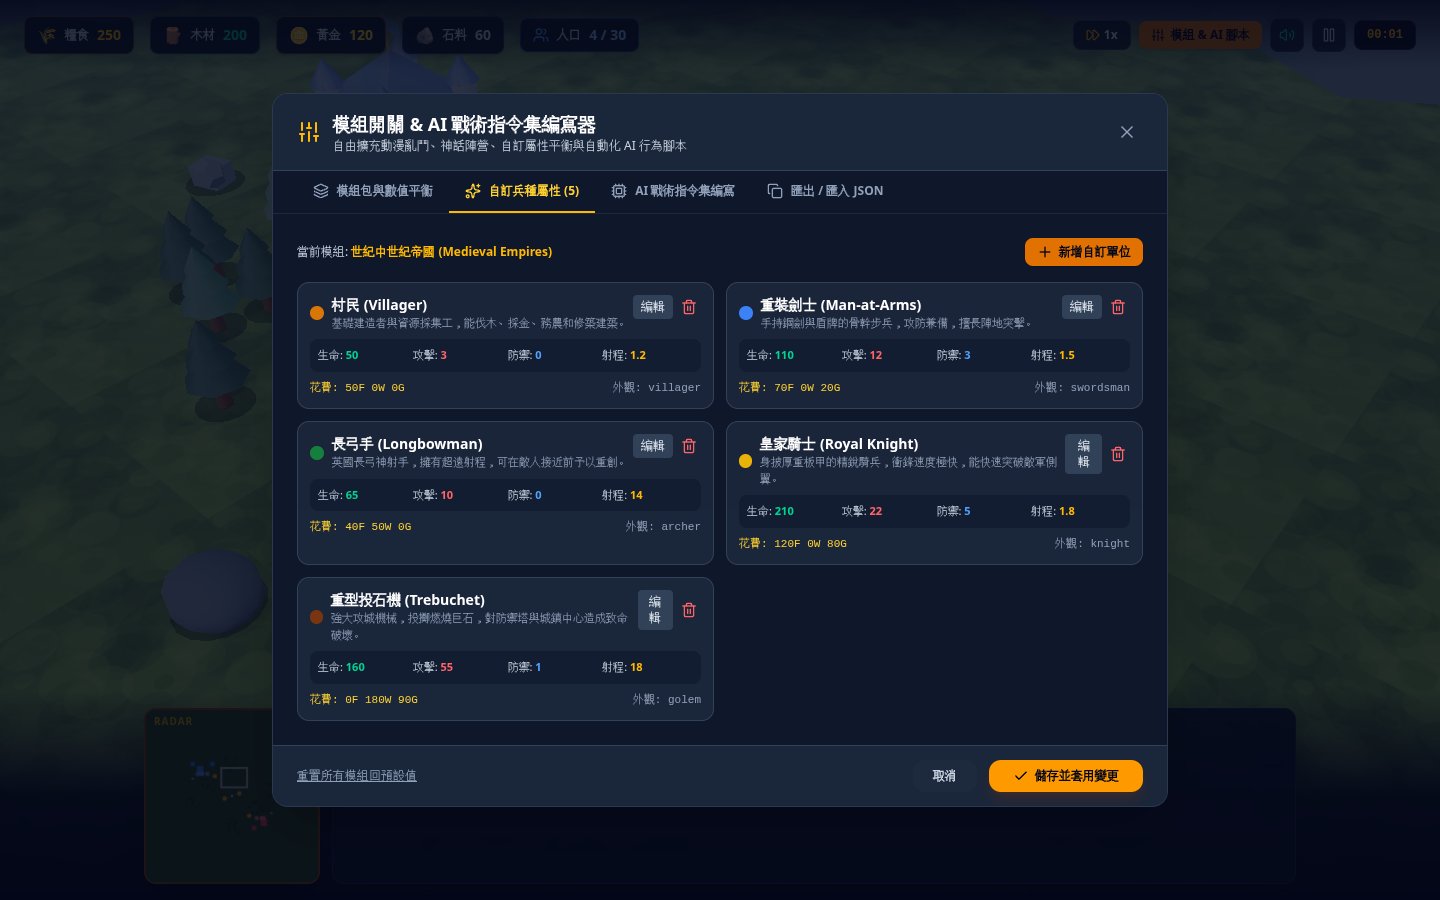 糧食 250
木材 200
黃金 120
石料 60
人口 4 / 30
1x
模組 & AI 腳本
00:01
模組開關 & AI 戰術指令集編寫器
自由擴充動漫亂鬥、神話陣營、自訂屬性平衡與自動化 AI 行為腳本
模組包與數值平衡
自訂兵種屬性 (5)
AI 戰術指令集編寫
匯出 / 匯入 JSON
當前模組: 世紀中世紀帝國 (Medieval Empires)
新增自訂單位
村民 (Villager)
編輯
基礎建造者與資源採集工，能伐木、採金、務農和修築建築。
生命: 50 攻擊: 3 防禦: 0 射程: 1.2
花費: 50F 0W 0G
外觀: villager
重裝劍士 (Man-at-Arms)
編輯
手持鋼劍與盾牌的骨幹步兵，攻防兼備，擅長陣地突擊。
生命: 110 攻擊: 12 防禦: 3 射程: 1.5
花費: 70F 0W 20G
外觀: swordsman
長弓手 (Longbowman)
編輯
英國長弓神射手，擁有超遠射程，可在敵人接近前予以重創。
生命: 65 攻擊: 10 防禦: 0 射程: 14
花費: 40F 50W 0G
外觀: archer
皇家騎士 (Royal Knight)
編
輯
身披厚重板甲的精銳騎兵，衝鋒速度極快，能快速突破敵軍側
翼。
生命: 210 攻擊: 22 防禦: 5 射程: 1.8
花費: 120F 0W 80G
外觀: knight
重型投石機 (Trebuchet)
編
輯
強大攻城機械，投擲燃燒巨石，對防禦塔與城鎮中心造成致命
破壞。
生命: 160 攻擊: 55 防禦: 1 射程: 18
花費: 0F 180W 90G
外觀: golem
RADAR
重置所有模組回預設值
取消
儲存並套用變更